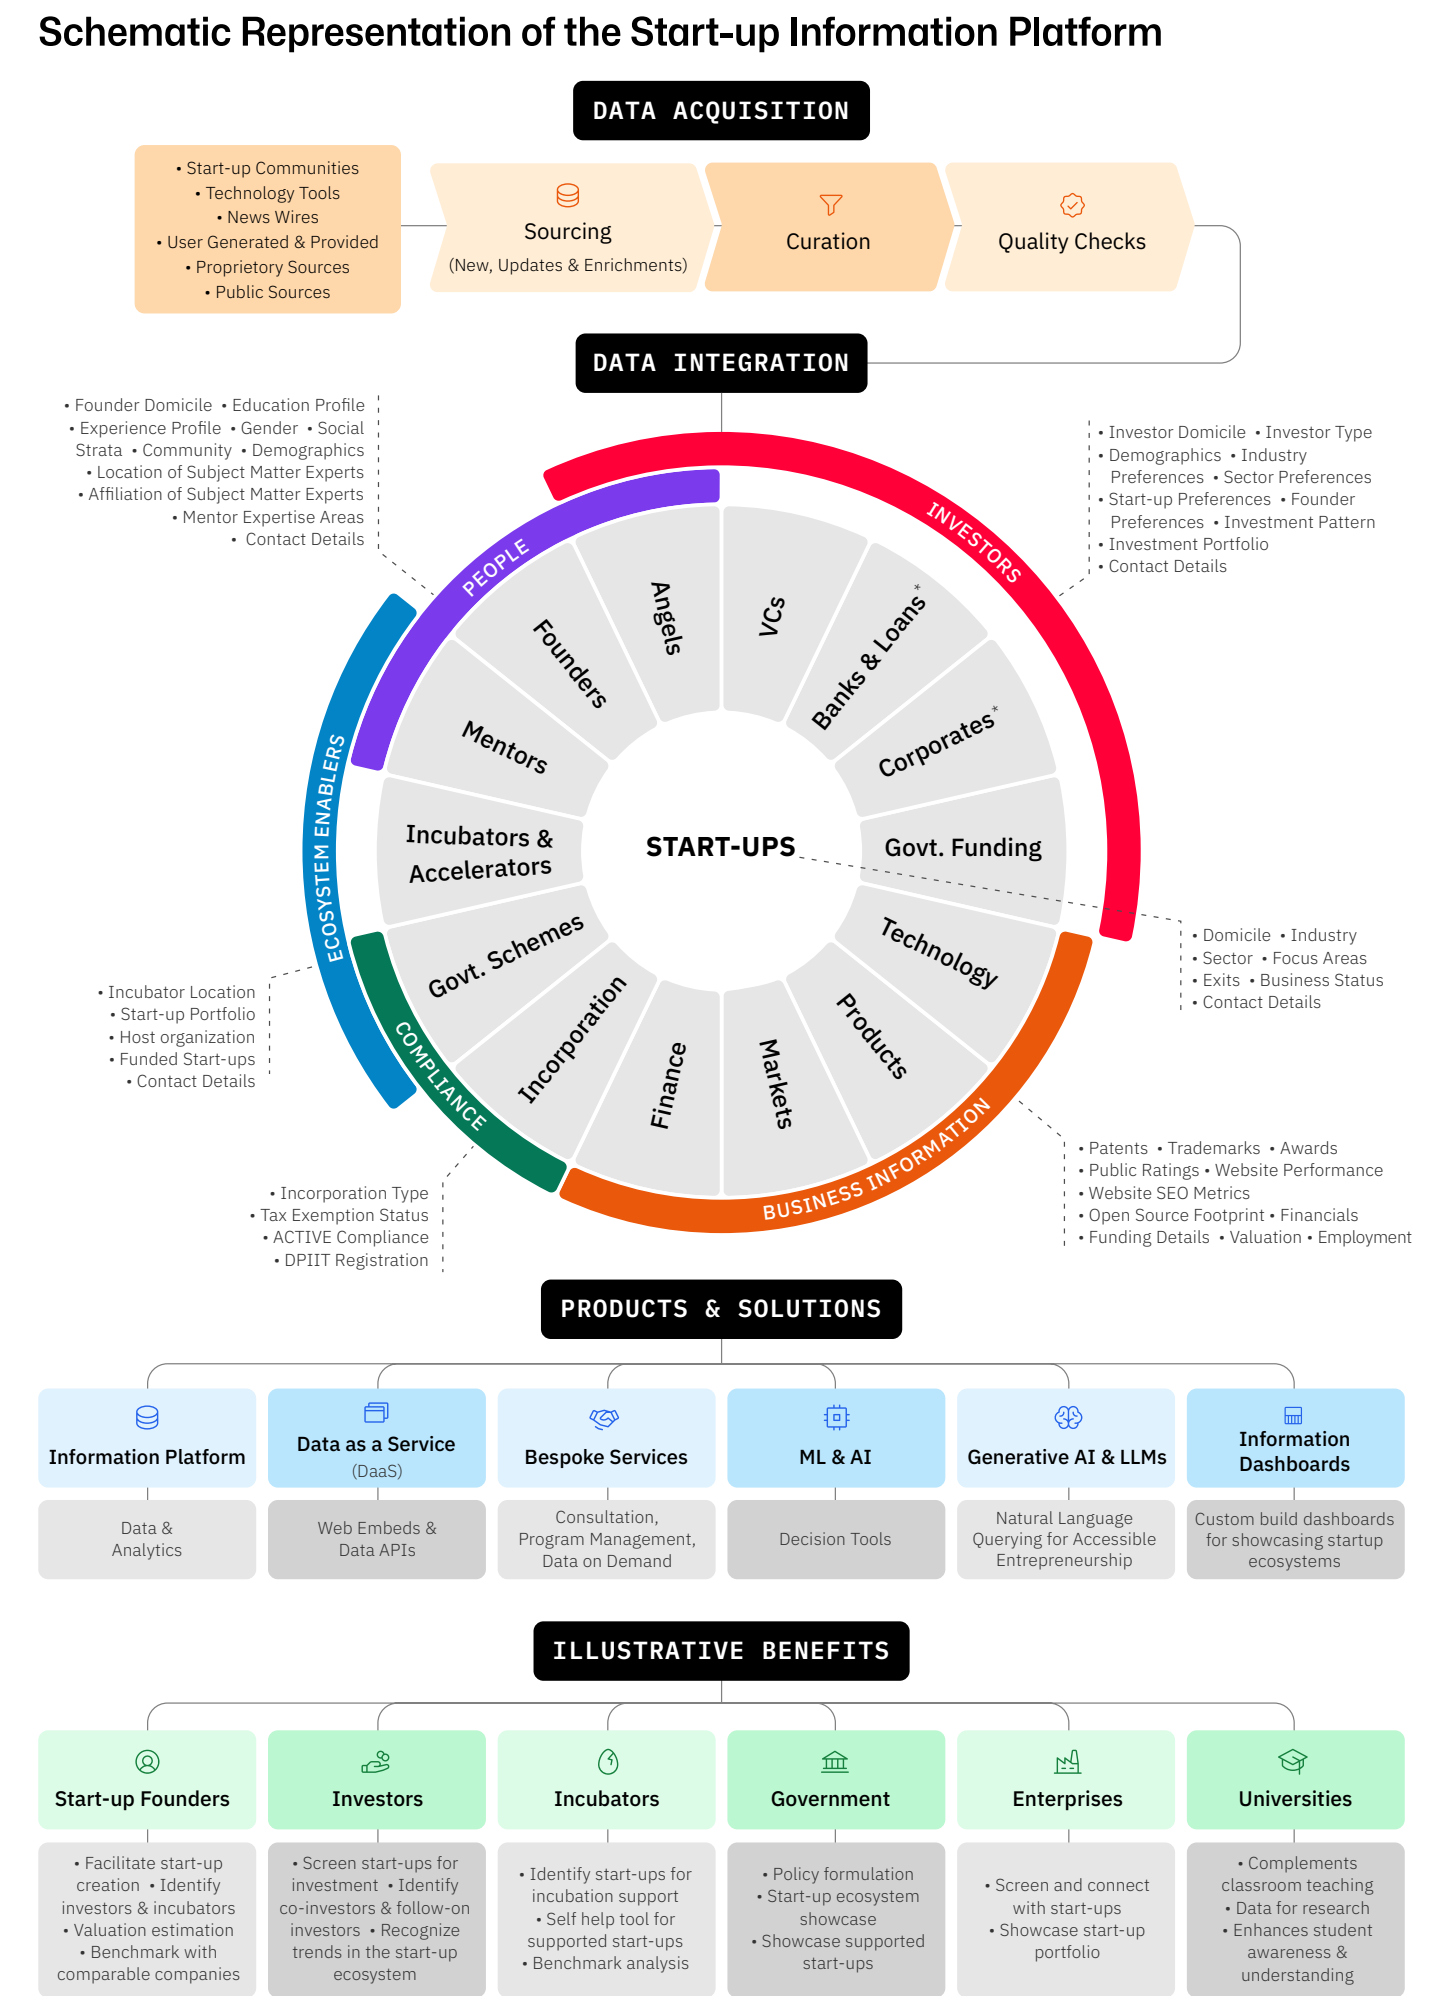 Schematic Representation of the Start-up Information Platform
DATA ACQUISITION
• Start-up Communities
• Technology Tools
• News Wires
• User Generated & Provided
• Proprietory Sources
• Public Sources
Sourcing
(New, Updates & Enrichments)
Curation
Quality Checks
DATA INTEGRATION
• Founder Domicile • Education Profile
• Experience Profile • Gender • Social
Strata • Community • Demographics
• Location of Subject Matter Experts
• Affiliation of Subject Matter Experts
• Mentor Expertise Areas
• Contact Details
• Investor Domicile • Investor Type
• Demographics • Industry
Preferences • Sector Preferences
• Start-up Preferences • Founder
Preferences • Investment Pattern
• Investment Portfolio
• Contact Details
PEOPLE
INVESTORS
ECOSYSTEM ENABLERS
COMPLIANCE
BUSINESS INFORMATION
Angels
VCs
Banks & Loans*
Corporates*
Govt. Funding
Technology
Products
Markets
Finance
Incorporation
Govt. Schemes
Incubators &
Accelerators
Mentors
Founders
START-UPS
• Domicile • Industry
• Sector • Focus Areas
• Exits • Business Status
• Contact Details
• Incubator Location
• Start-up Portfolio
• Host organization
• Funded Start-ups
• Contact Details
• Incorporation Type
• Tax Exemption Status
• ACTIVE Compliance
• DPIIT Registration
• Patents • Trademarks • Awards
• Public Ratings • Website Performance
• Website SEO Metrics
• Open Source Footprint • Financials
• Funding Details • Valuation • Employment
PRODUCTS & SOLUTIONS
Information Platform
Data &
Analytics
Data as a Service
(DaaS)
Web Embeds &
Data APIs
Bespoke Services
Consultation,
Program Management,
Data on Demand
ML & AI
Decision Tools
Generative AI & LLMs
Natural Language
Querying for Accessible
Entrepreneurship
Information
Dashboards
Custom build dashboards
for showcasing startup
ecosystems
ILLUSTRATIVE BENEFITS
Start-up Founders
• Facilitate start-up
creation • Identify
investors & incubators
• Valuation estimation
• Benchmark with
comparable companies
Investors
• Screen start-ups for
investment • Identify
co-investors & follow-on
investors • Recognize
trends in the start-up
ecosystem
Incubators
• Identify start-ups for
incubation support
• Self help tool for
supported start-ups
• Benchmark analysis
Government
• Policy formulation
• Start-up ecosystem
showcase
• Showcase supported
start-ups
Enterprises
• Screen and connect
with start-ups
• Showcase start-up
portfolio
Universities
• Complements
classroom teaching
• Data for research
• Enhances student
awareness &
understanding